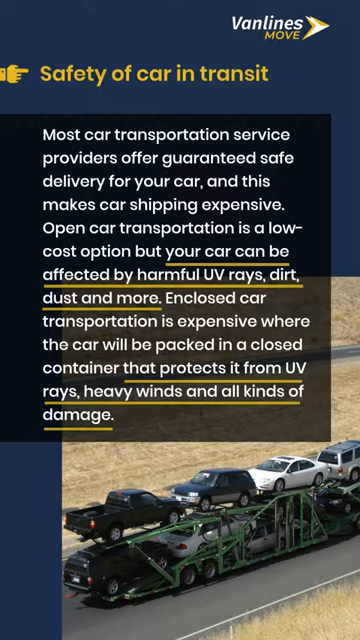 Vanlines
MOVE
Safety of car in transit
Most car transportation service
providers offer guaranteed safe
delivery for your car, and this
makes car shipping expensive.
Open car transportation is a low-
cost option but your car can be
affected by harmful UV rays, dirt,
dust and more. Enclosed car
transportation is expensive where
the car will be packed in a closed
container that protects it from UV
rays, heavy winds and all kinds of
damage.